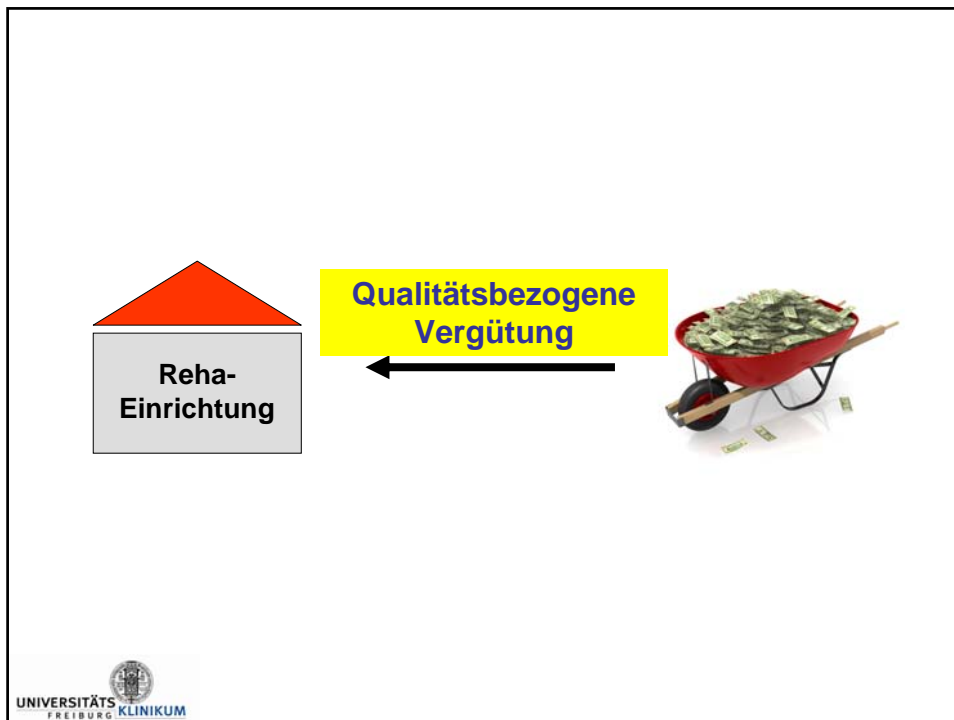 Qualitätsbezogene
Vergütung
Reha-
Einrichtung
UNIVERSITÄTS
FREIBURG KLINIKUM